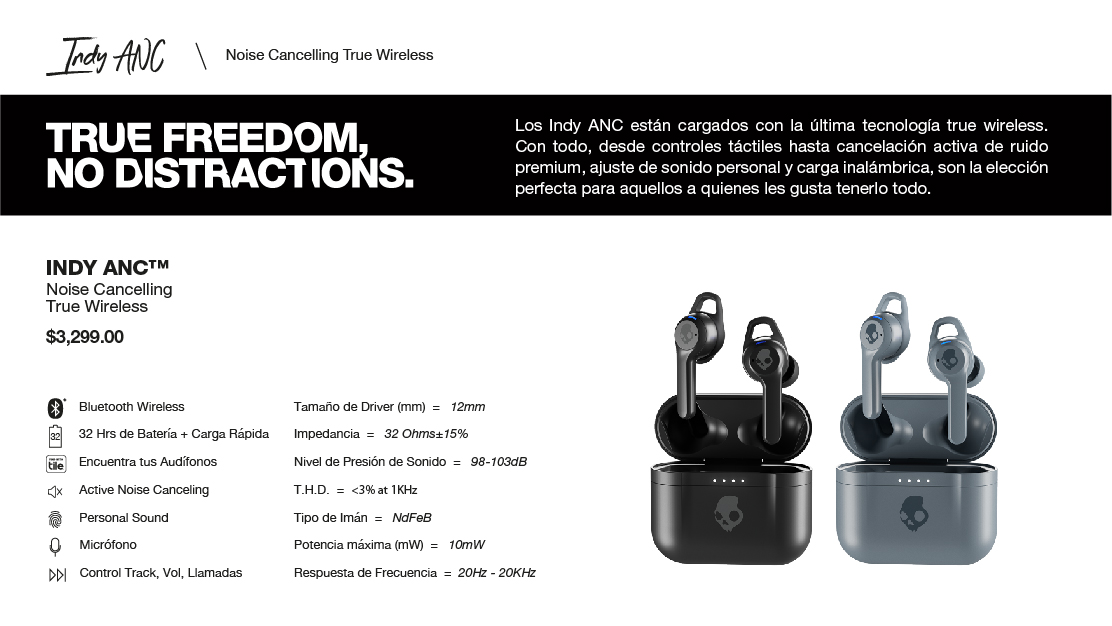 Indy ANC
Noise Cancelling True Wireless
TRUE FREEDOM,
NO DISTRACTIONS.
Los Indy ANC están cargados con la última tecnología true wireless.
Con todo, desde controles táctiles hasta cancelación activa de ruido
premium, ajuste de sonido personal y carga inalámbrica, son la elección
perfecta para aquellos a quienes les gusta tenerlo todo.
INDY ANC™
Noise Cancelling
True Wireless
$3,299.00
Bluetooth Wireless
32
32 Hrs de Batería + Carga Rápida
tile
Encuentra tus Audífonos
Active Noise Canceling
Personal Sound
Micrófono
Control Track, Vol, Llamadas
Tamaño de Driver (mm) = 12mm
Impedancia = 32 Ohms±15%
Nivel de Presión de Sonido = 98-103dB
T.H.D. = <3% at 1KHz
Tipo de Imán = NdFeB
Potencia máxima (mW) = 10mW
Respuesta de Frecuencia = 20Hz - 20KHz